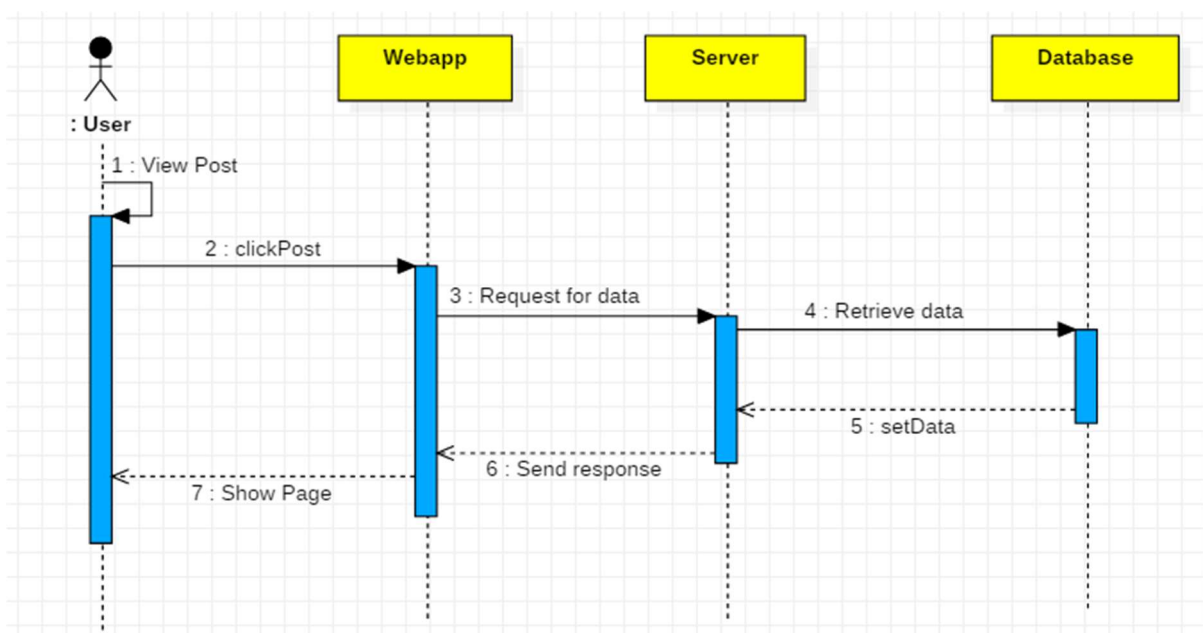 Webapp
Server
Database
: User
1 : View Post
2 : clickPost
3 : Request for data
4 : Retrieve data
5 : setData
6 : Send response
7 : Show Page